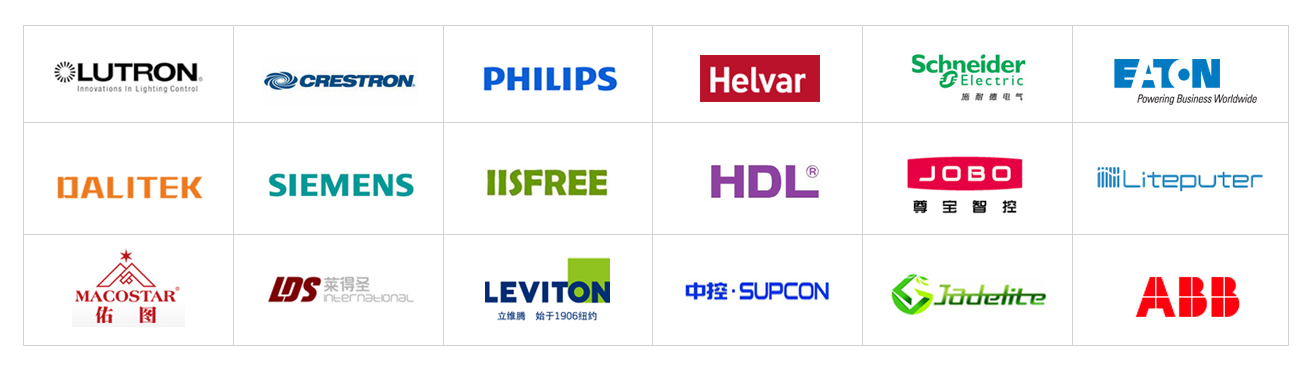 LUTRON®
Innovations In Lighting Control
CRESTRON®
PHILIPS
Helvar
Schneider
Electric
施耐德电气
EATON
Powering Business Worldwide
DALITEK
SIEMENS
IISFREE
HDL®
JOBO
尊宝智控
Liteputer
MACOSTAR®
佑图
LDS 莱得圣
international
LEVITON
立维腾 始于1906纽约
中控·SUPCON
Jadelite
ABB